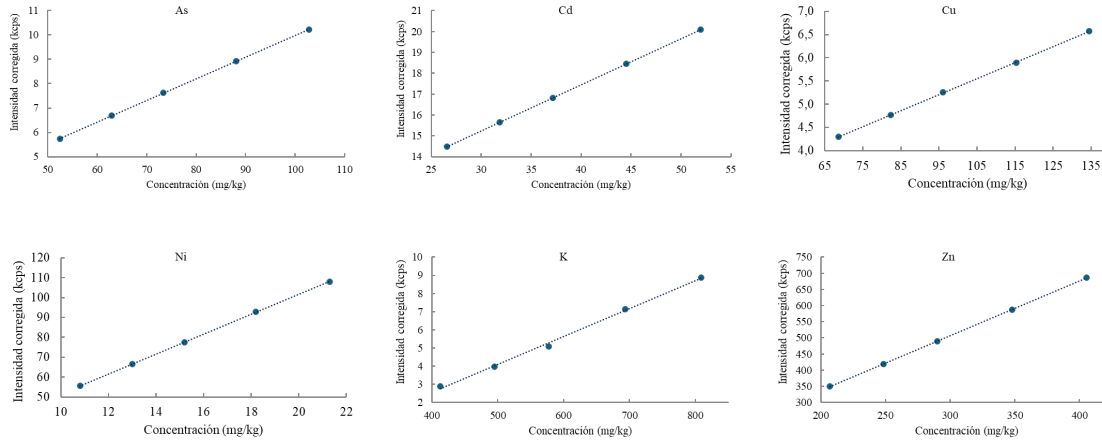 As
Intensidad corregida (kcps)
11
10
9
8
7
6
5
50 60 70 80 90 100 110
Concentración (mg/kg)
Cd
Intensidad corregida (kcps)
21
20
19
18
17
16
15
14
25 30 35 40 45 50 55
Concentración (mg/kg)
Cu
Intensidad corregida (kcps)
7,0
6,5
6,0
5,5
5,0
4,5
4,0
65 75 85 95 105 115 125 135
Concentración (mg/kg)
Ni
Intensidad corregida (kcps)
120
110
100
90
80
70
60
50
10 12 14 16 18 20 22
Concentración (mg/kg)
K
Intensidad corregida (kcps)
10
9
8
7
6
5
4
3
2
400 500 600 700 800
Concentración (mg/kg)
Zn
Intensidad corregida (kcps)
750
700
650
600
550
500
450
400
350
300
200 250 300 350 400
Concentración (mg/kg)